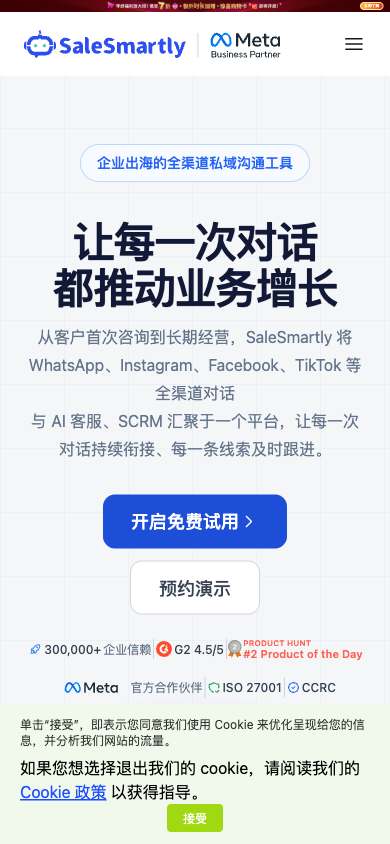 SaleSmartly
Meta
Business Partner
企业出海的全渠道私域沟通工具
让每一次对话
都推动业务增长
从客户首次咨询到长期经营，SaleSmartly 将
WhatsApp、Instagram、Facebook、TikTok 等
全渠道对话
与 AI 客服、SCRM 汇聚于一个平台，让每一次
对话持续衔接、每一条线索及时跟进。
开启免费试用
预约演示
300,000+ 企业信赖 G2 4.5/5 PRODUCT HUNT
#2 Product of the Day
Meta 官方合作伙伴 ISO 27001 CCRC
单击“接受”，即表示您同意我们使用 Cookie 来优化呈现给您的信
息，并分析我们网站的流量。
如果您想选择退出我们的 cookie，请阅读我们的
Cookie 政策 以获得指导。
接受